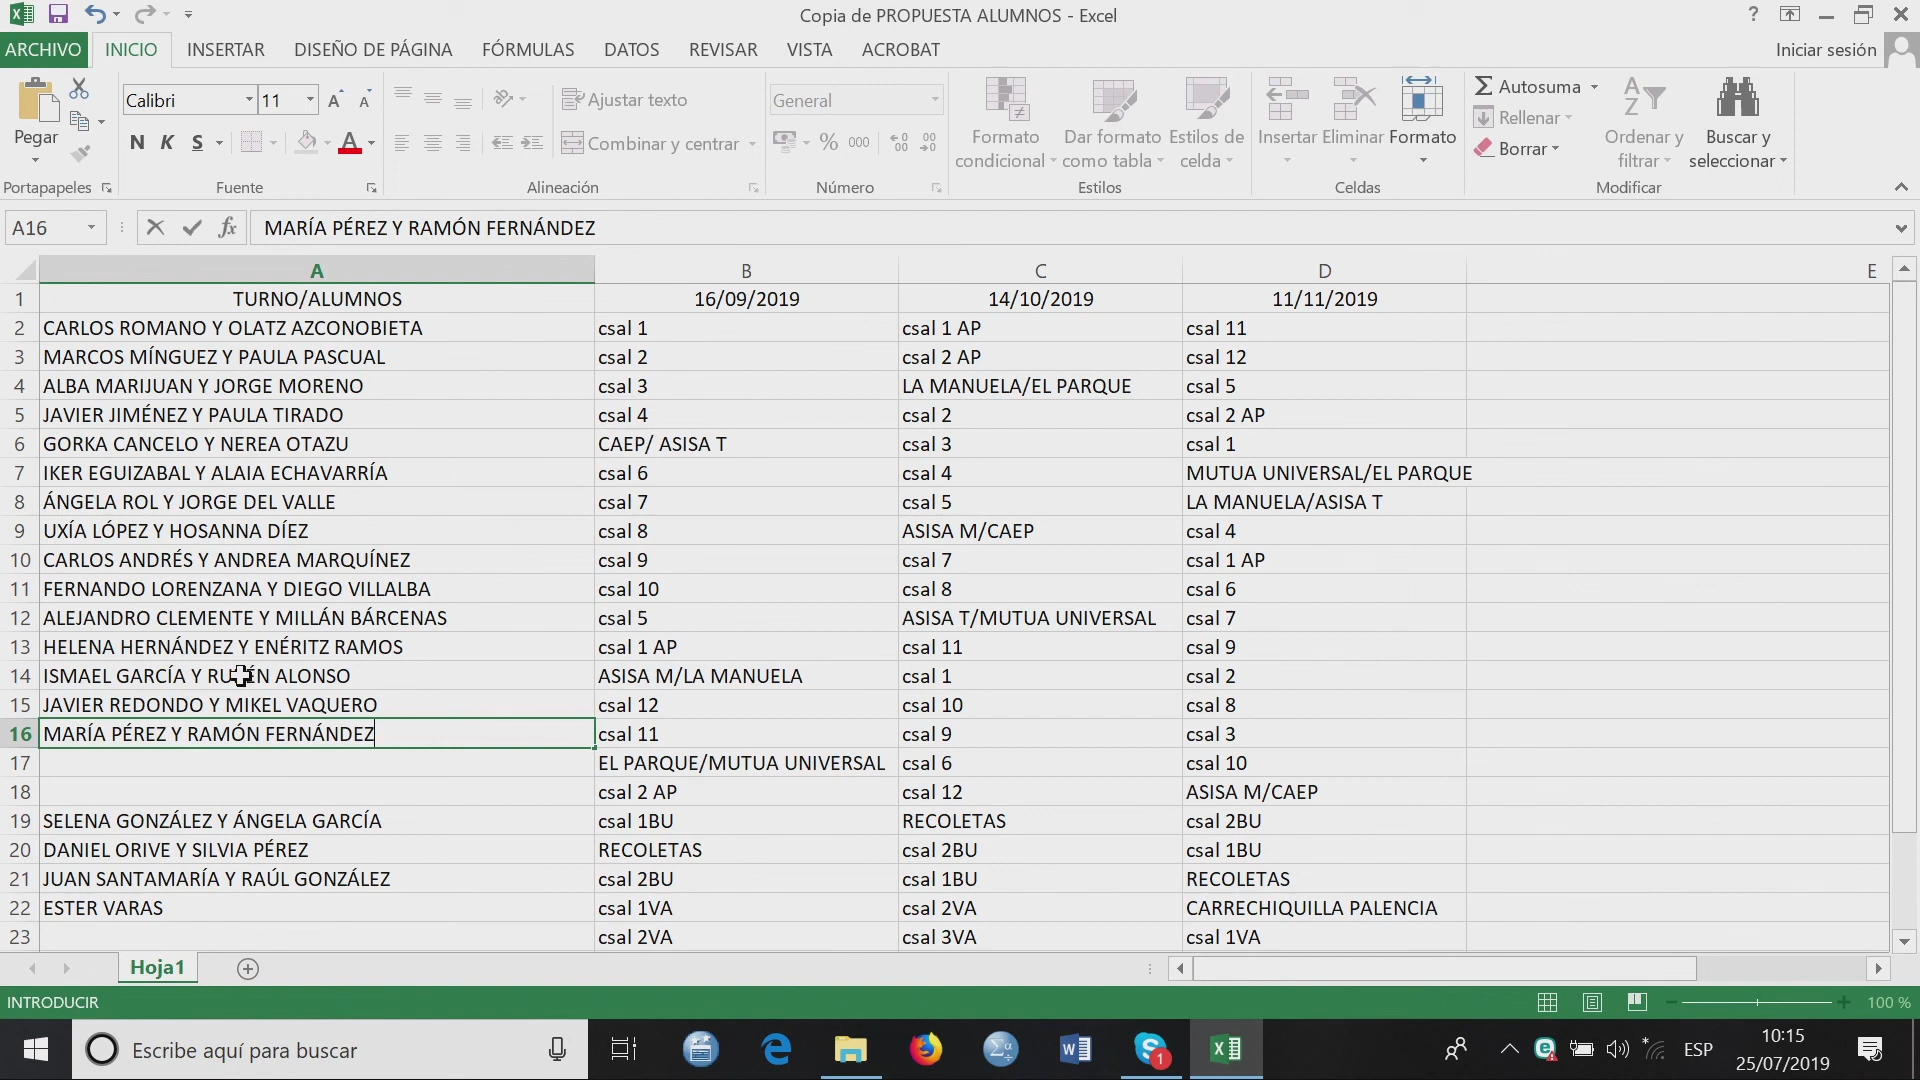 Copia de PROPUESTA ALUMNOS - Excel
?
ARCHIVO INICIO INSERTAR DISEÑO DE PÁGINA FÓRMULAS DATOS REVISAR VISTA ACROBAT Iniciar sesión
Pegar
Portapapeles
Calibri 11
N K S
Fuente
Ajustar texto
Combinar y centrar
Alineación
General
% 000
Número
Formato condicional
Dar formato como tabla
Estilos de celda
Estilos
Insertar Eliminar Formato
Celdas
Autosuma
Rellenar
Borrar
Ordenar y filtrar
Buscar y seleccionar
Modificar
A16 fx MARÍA PÉREZ Y RAMÓN FERNÁNDEZ
A B C D E
1 TURNO/ALUMNOS 16/09/2019 14/10/2019 11/11/2019
2 CARLOS ROMANO Y OLATZ AZCONOBIETA csal 1 csal 1 AP csal 11
3 MARCOS MÍNGUEZ Y PAULA PASCUAL csal 2 csal 2 AP csal 12
4 ALBA MARIJUAN Y JORGE MORENO csal 3 LA MANUELA/EL PARQUE csal 5
5 JAVIER JIMÉNEZ Y PAULA TIRADO csal 4 csal 2 csal 2 AP
6 GORKA CANCELO Y NEREA OTAZU CAEP/ ASISA T csal 3 csal 1
7 IKER EGUIZABAL Y ALAIA ECHAVARRÍA csal 6 csal 4 MUTUA UNIVERSAL/EL PARQUE
8 ÁNGELA ROL Y JORGE DEL VALLE csal 7 csal 5 LA MANUELA/ASISA T
9 UXÍA LÓPEZ Y HOSANNA DÍEZ csal 8 ASISA M/CAEP csal 4
10 CARLOS ANDRÉS Y ANDREA MARQUÍNEZ csal 9 csal 7 csal 1 AP
11 FERNANDO LORENZANA Y DIEGO VILLALBA csal 10 csal 8 csal 6
12 ALEJANDRO CLEMENTE Y MILLÁN BÁRCENAS csal 5 ASISA T/MUTUA UNIVERSAL csal 7
13 HELENA HERNÁNDEZ Y ENÉRITZ RAMOS csal 1 AP csal 11 csal 9
14 ISMAEL GARCÍA Y RUBÉN ALONSO ASISA M/LA MANUELA csal 1 csal 2
15 JAVIER REDONDO Y MIKEL VAQUERO csal 12 csal 10 csal 8
16 MARÍA PÉREZ Y RAMÓN FERNÁNDEZ csal 11 csal 9 csal 3
17 EL PARQUE/MUTUA UNIVERSAL csal 6 csal 10
18 csal 2 AP csal 12 ASISA M/CAEP
19 SELENA GONZÁLEZ Y ÁNGELA GARCÍA csal 1BU RECOLETAS csal 2BU
20 DANIEL ORIVE Y SILVIA PÉREZ RECOLETAS csal 2BU csal 1BU
21 JUAN SANTAMARÍA Y RAÚL GONZÁLEZ csal 2BU csal 1BU RECOLETAS
22 ESTER VARAS csal 1VA csal 2VA CARRECHIQUILLA PALENCIA
23 csal 2VA csal 3VA csal 1VA
Hoja1
INTRODUCIR 100 %
Escribe aquí para buscar
1
ESP
10:15
25/07/2019